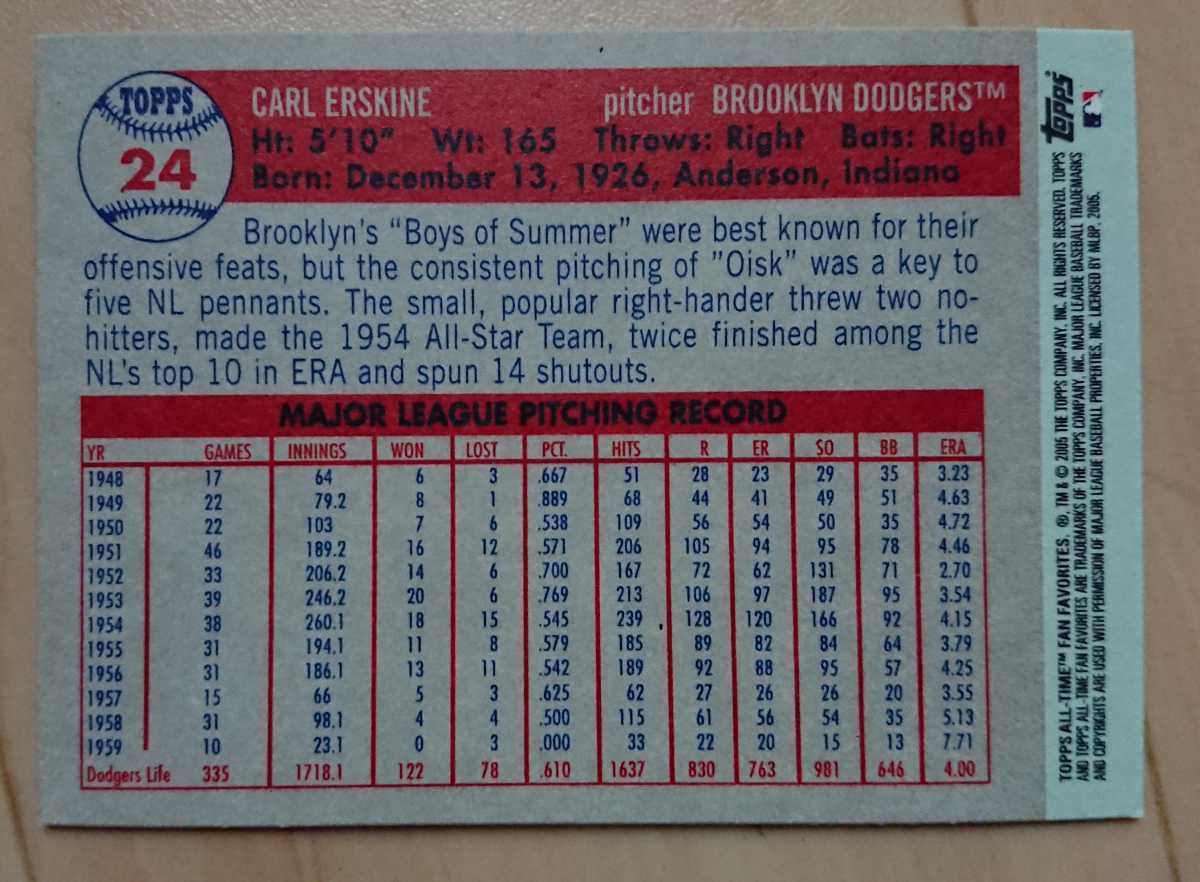 TOPPS
24
CARL ERSKINE pitcher BROOKLYN DODGERS™
Ht: 5'10" Wt: 165 Throws: Right Bats: Right
Born: December 13, 1926, Anderson, Indiana
Brooklyn's "Boys of Summer" were best known for their
offensive feats, but the consistent pitching of "Oisk" was a key to
five NL pennants. The small, popular right-hander threw two no-
hitters, made the 1954 All-Star Team, twice finished among the
NL's top 10 in ERA and spun 14 shutouts.
MAJOR LEAGUE PITCHING RECORD
YR GAMES INNINGS WON LOST PCT. HITS R ER SO BB ERA
1948 17 64 6 3 .667 51 28 23 29 35 3.23
1949 22 79.2 8 1 .889 68 44 41 49 51 4.63
1950 22 103 7 6 .538 109 56 54 50 35 4.72
1951 46 189.2 16 12 .571 206 105 94 95 78 4.46
1952 33 206.2 14 6 .700 167 72 62 131 71 2.70
1953 39 246.2 20 6 .769 213 106 97 187 95 3.54
1954 38 260.1 18 15 .545 239 128 120 166 92 4.15
1955 31 194.1 11 8 .579 185 89 82 84 64 3.79
1956 31 186.1 13 11 .542 189 92 88 95 57 4.25
1957 15 66 5 3 .625 62 27 26 26 20 3.55
1958 31 98.1 4 4 .500 115 61 56 54 35 5.13
1959 10 23.1 0 3 .000 33 22 20 15 13 7.71
Dodgers Life 335 1718.1 122 78 .610 1637 830 763 981 646 4.00
TOPPS ALL-TIME™ FAN FAVORITES. ®, TM & © 2005 THE TOPPS COMPANY, INC. ALL RIGHTS RESERVED. TOPPS
AND TOPPS ALL-TIME FAN FAVORITES ARE TRADEMARKS OF THE TOPPS COMPANY, INC. MAJOR LEAGUE BASEBALL TRADEMARKS
AND COPYRIGHTS ARE USED WITH PERMISSION OF MAJOR LEAGUE BASEBALL PROPERTIES, INC. LICENSED BY MLBP, 2005.
Topps®